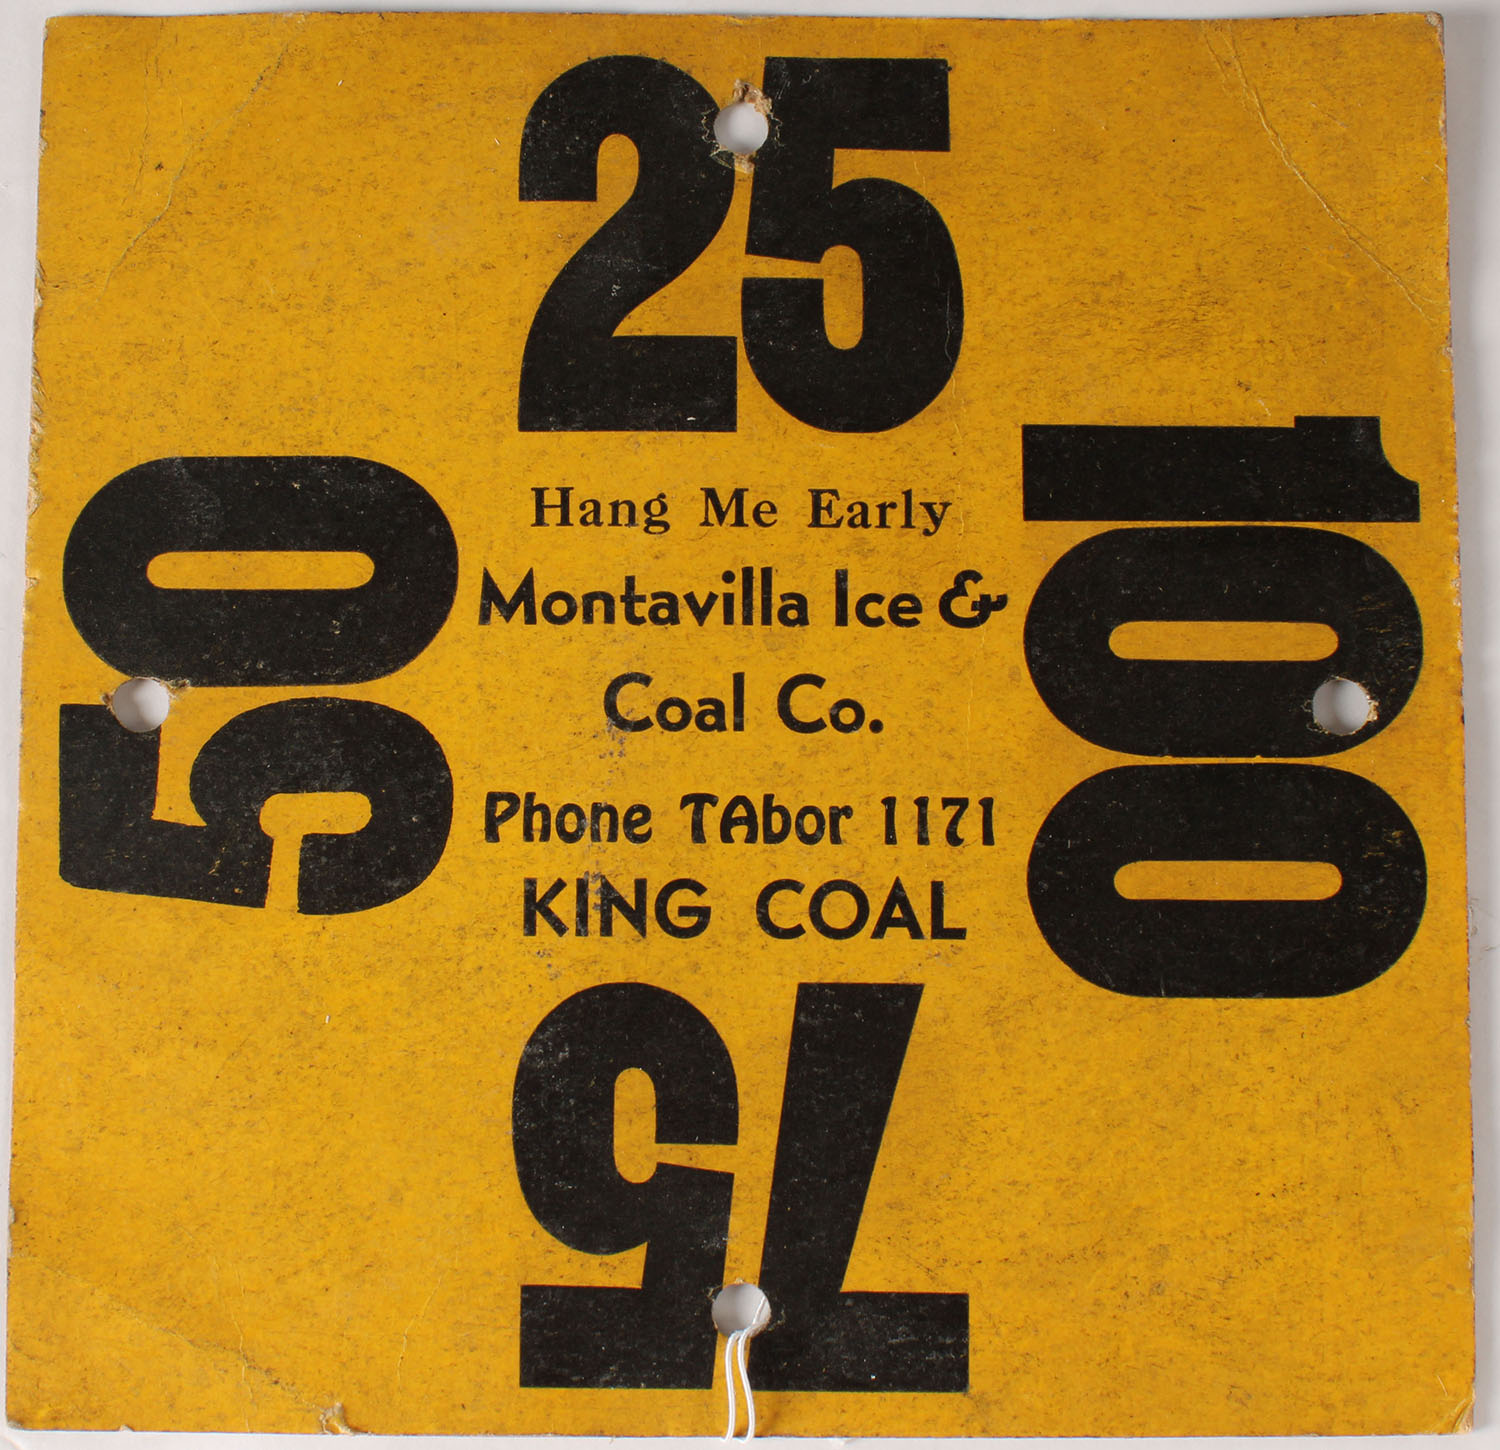 25
50
100
Hang Me Early
Montavilla Ice &
Coal Co.
Phone TAbor 1171
KING COAL
75